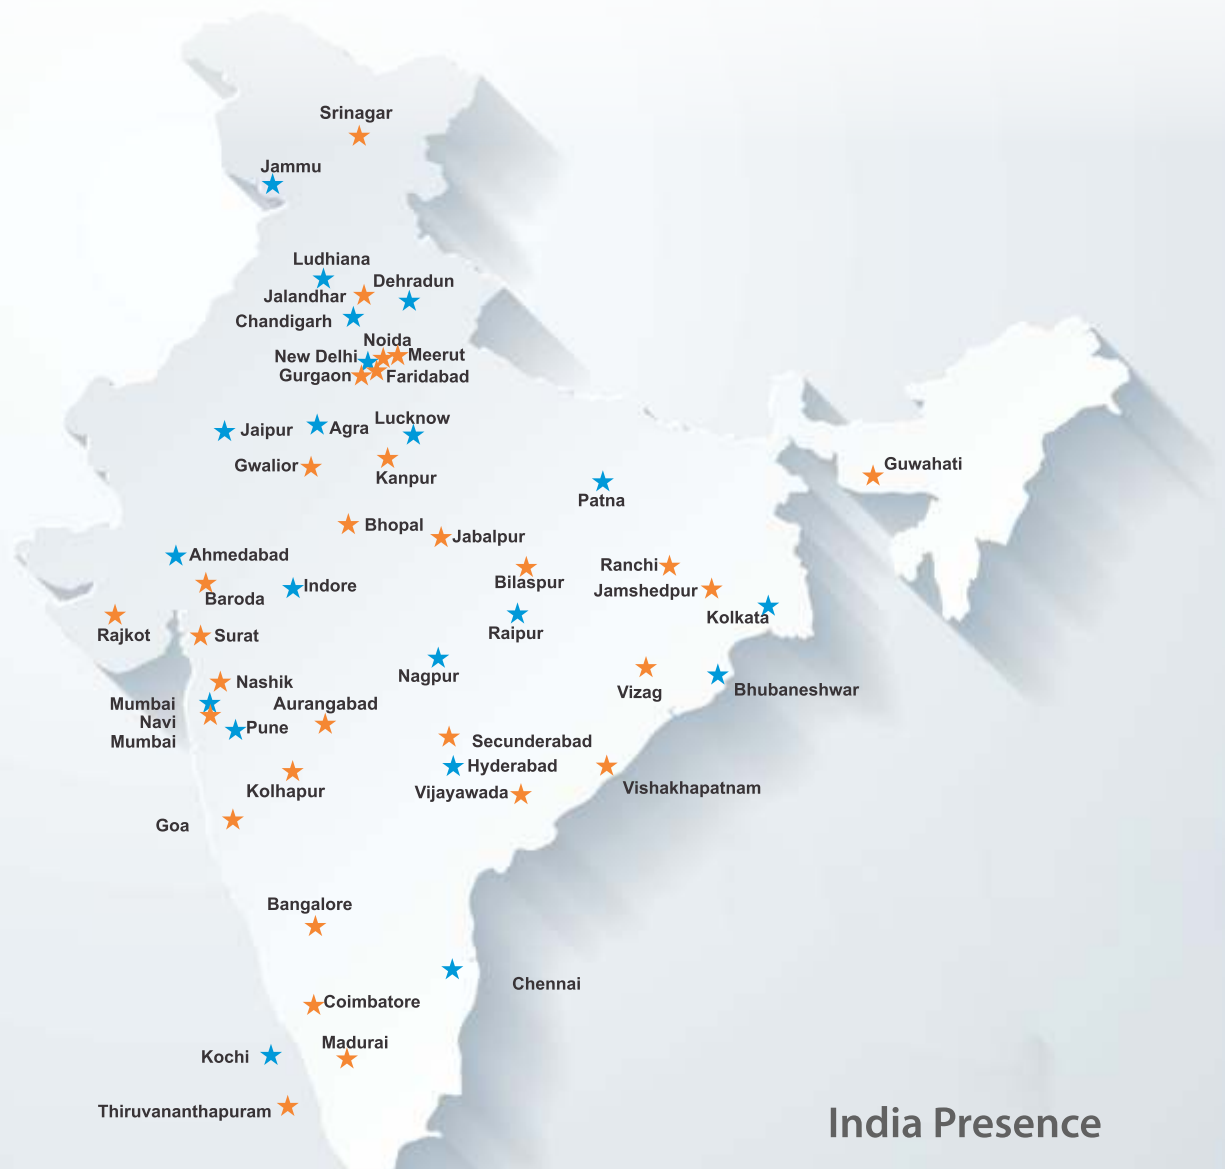 Srinagar
Jammu
Ludhiana
Dehradun
Jalandhar
Chandigarh
Noida
New Delhi
Meerut
Gurgaon
Faridabad
Lucknow
Jaipur
Agra
Gwalior
Kanpur
Guwahati
Patna
Bhopal
Jabalpur
Ahmedabad
Ranchi
Bilaspur
Indore
Jamshedpur
Baroda
Kolkata
Rajkot
Surat
Raipur
Nagpur
Nashik
Vizag
Bhubaneshwar
Mumbai
Aurangabad
Navi
Mumbai
Pune
Secunderabad
Hyderabad
Kolhapur
Vijayawada
Vishakhapatnam
Goa
Bangalore
Chennai
Coimbatore
Madurai
Kochi
Thiruvananthapuram
India Presence